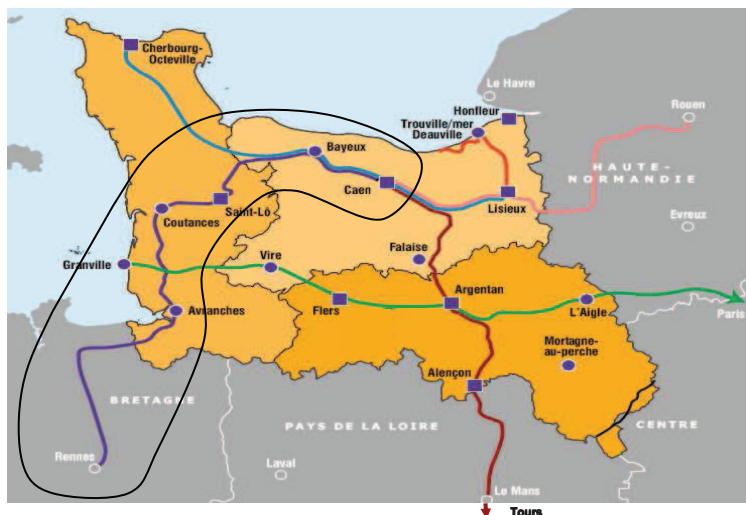 Cherbourg-
Octeville
Le Havre
Honfleur
Rouen
Trouville/mer
Deauville
Bayeux
HAUTE-
NORMANDIE
Caen
Lisieux
Saint-Lô
Coutances
Evreux
Falaise
Vire
Granville
Avranches
Flers
Argentan
L'Aigle
Paris
Mortagne-
au-perche
Alençon
BRETAGNE
PAYS DE LA LOIRE
CENTRE
Rennes
Laval
Le Mans
Tours